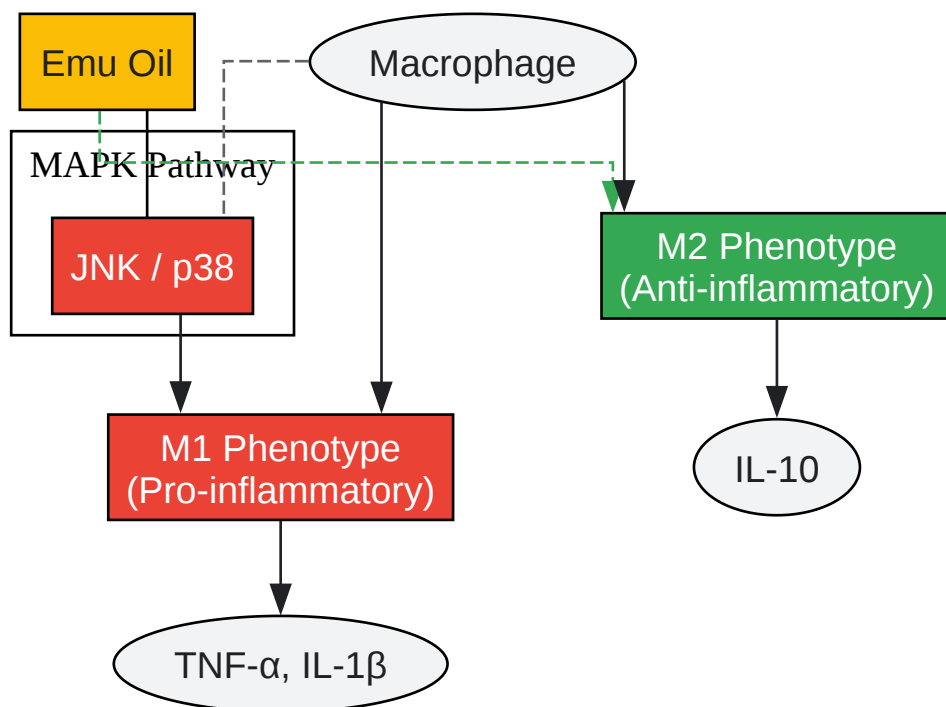 Emu Oil
Macrophage
MAPK Pathway
JNK / p38
M2 Phenotype
(Anti-inflammatory)
M1 Phenotype
(Pro-inflammatory)
IL-10
TNF-α, IL-1β